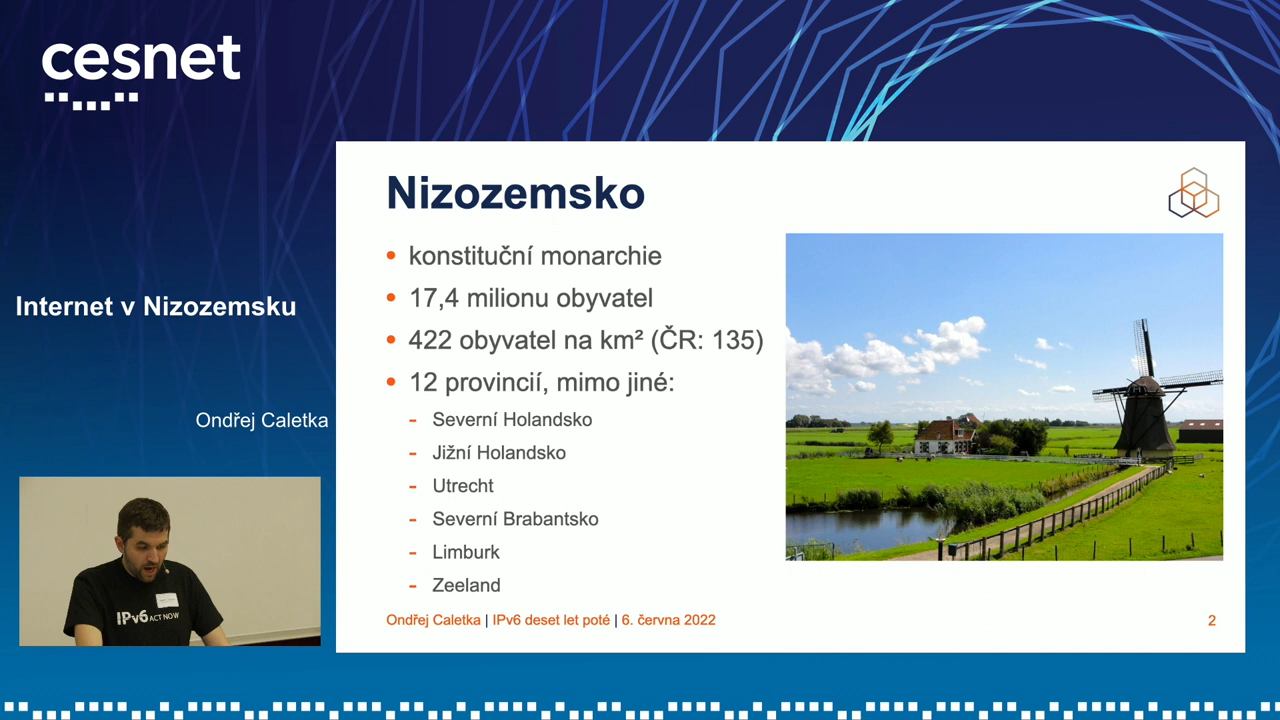 cesnet
Internet v Nizozemsku
Ondřej Caletka
IPv6 ACT NOW
Nizozemsko
• konstituční monarchie
• 17,4 milionu obyvatel
• 422 obyvatel na km² (ČR: 135)
• 12 provincií, mimo jiné:
- Severní Holandsko
- Jižní Holandsko
- Utrecht
- Severní Brabantsko
- Limburk
- Zeeland
Ondřej Caletka | IPv6 deset let poté | 6. června 2022
2